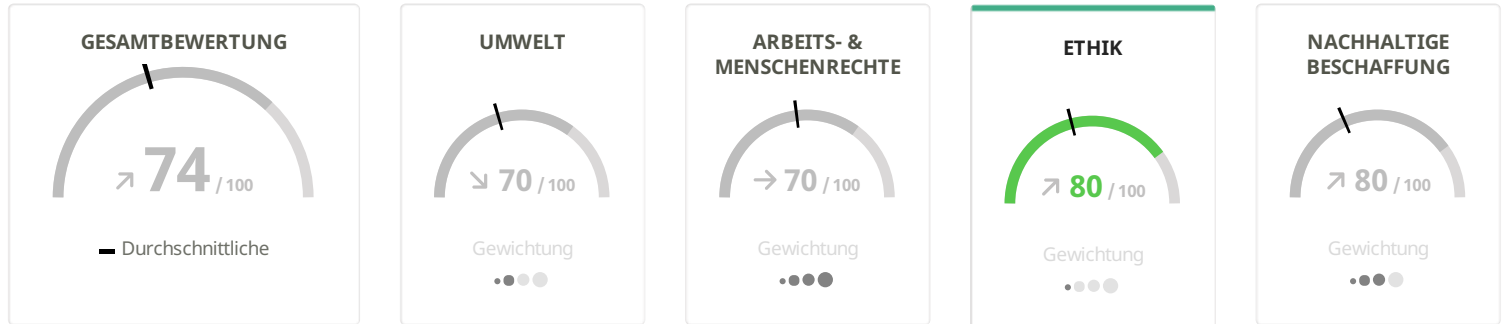 GESAMTBEWERTUNG
74 / 100
Durchschnittliche
UMWELT
70 / 100
Gewichtung
ARBEITS- &
MENSCHENRECHTE
70 / 100
Gewichtung
ETHIK
80 / 100
Gewichtung
NACHHALTIGE
BESCHAFFUNG
80 / 100
Gewichtung